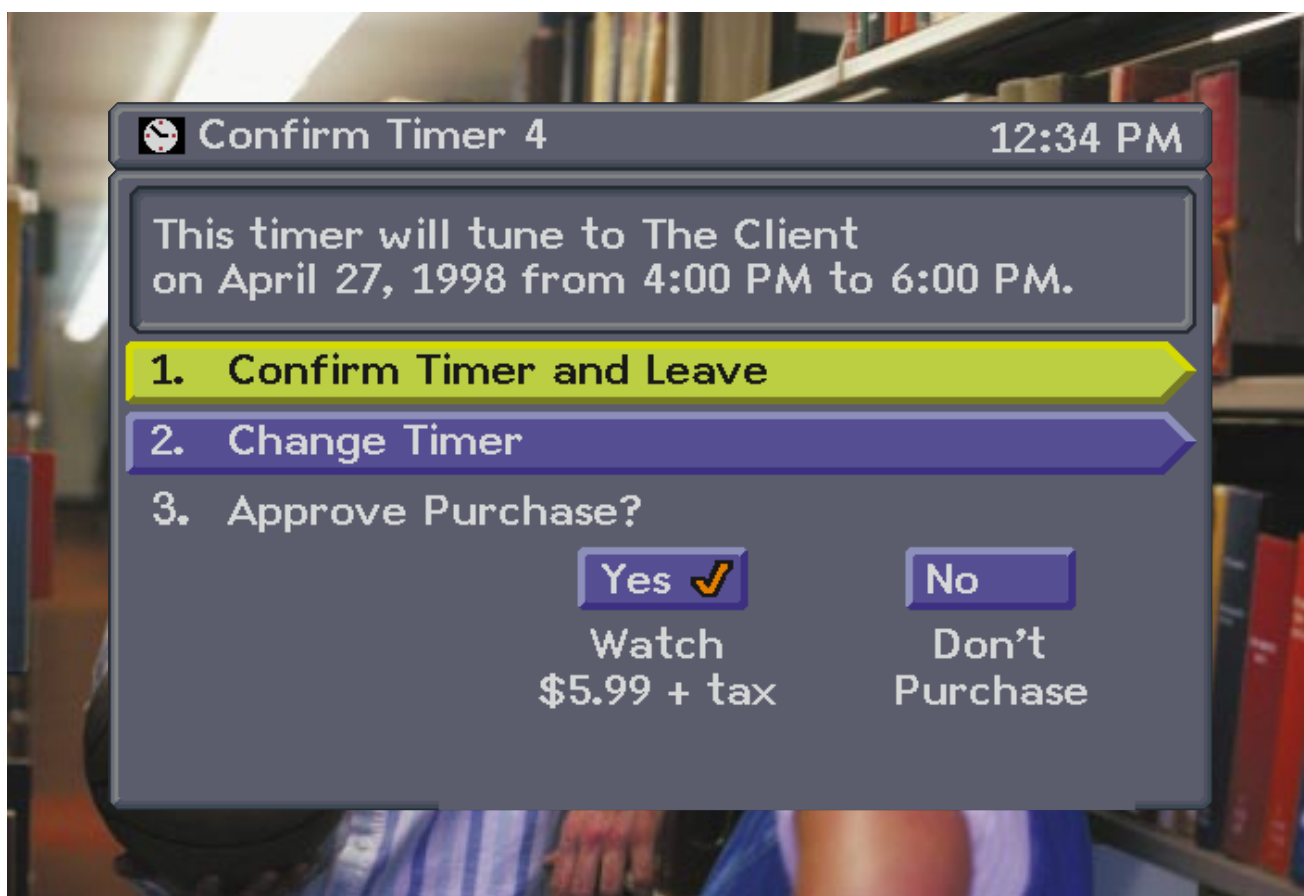 Confirm Timer 4 12:34 PM
This timer will tune to The Client
on April 27, 1998 from 4:00 PM to 6:00 PM.
1. Confirm Timer and Leave
2. Change Timer
3. Approve Purchase?
Yes No
Watch Don't
$5.99 + tax Purchase